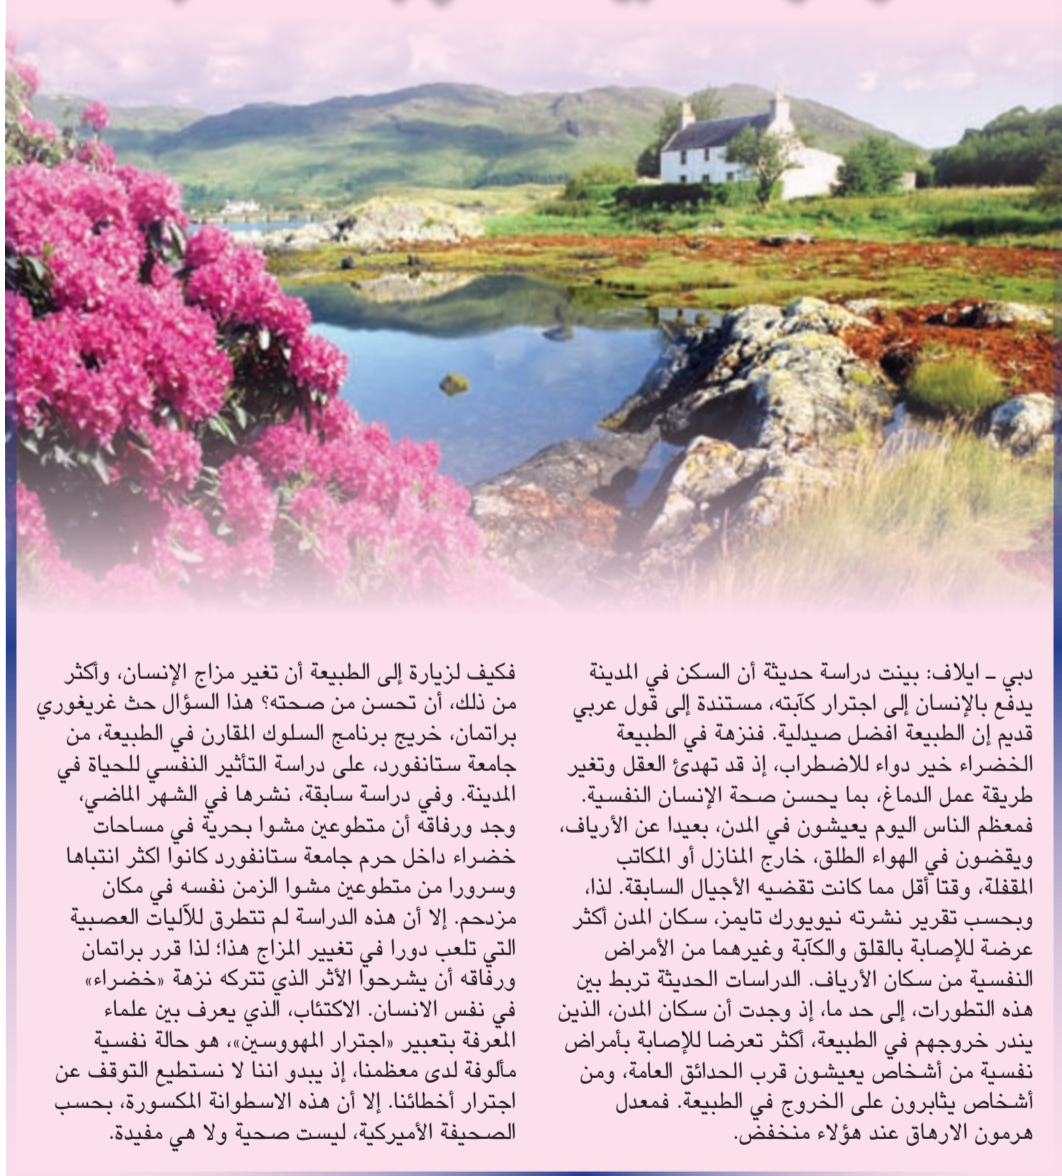 دبي ـ ايلاف: بينت دراسة حديثة أن السكن في المدينة
يدفع بالإنسان إلى اجترار كآبته، مستندة إلى قول عربي
قديم إن الطبيعة افضل صيدلية. فنزهة في الطبيعة
الخضراء خير دواء للاضطراب، إذ قد تهدئ العقل وتغير
طريقة عمل الدماغ، بما يحسن صحة الإنسان النفسية.
فمعظم الناس اليوم يعيشون في المدن، بعيدا عن الأرياف،
ويقضون في الهواء الطلق، خارج المنازل أو المكاتب
المقفلة، وقتا أقل مما كانت تقضيه الأجيال السابقة. لذا،
وبحسب تقرير نشرته نيويورك تايمز، سكان المدن أكثر
عرضة للإصابة بالقلق والكآبة وغيرهما من الأمراض
النفسية من سكان الأرياف. الدراسات الحديثة تربط بين
هذه التطورات، إلى حد ما، إذ وجدت أن سكان المدن، الذين
يندر خروجهم في الطبيعة، أكثر تعرضا للإصابة بأمراض
نفسية من أشخاص يعيشون قرب الحدائق العامة، ومن
أشخاص يثابرون على الخروج في الطبيعة. فمعدل
هرمون الارهاق عند هؤلاء منخفض.
فكيف لزيارة إلى الطبيعة أن تغير مزاج الإنسان، وأكثر
من ذلك، أن تحسن من صحته؟ هذا السؤال حث غريغوري
براتمان، خريج برنامج السلوك المقارن في الطبيعة، من
جامعة ستانفورد، على دراسة التأثير النفسي للحياة في
المدينة. وفي دراسة سابقة، نشرها في الشهر الماضي،
وجد ورفاقه أن متطوعين مشوا بحرية في مساحات
خضراء داخل حرم جامعة ستانفورد كانوا اكثر انتباها
وسرورا من متطوعين مشوا الزمن نفسه في مكان
مزدحم. إلا أن هذه الدراسة لم تتطرق للآليات العصبية
التي تلعب دورا في تغيير المزاج هذا؛ لذا قرر براتمان
ورفاقه أن يشرحوا الأثر الذي تتركه نزهة «خضراء»
في نفس الانسان. الاكتئاب، الذي يعرف بين علماء
المعرفة بتعبير «اجترار المهووسين»، هو حالة نفسية
مألوفة لدى معظمنا، إذ يبدو اننا لا نستطيع التوقف عن
اجترار أخطائنا. إلا أن هذه الاسطوانة المكسورة، بحسب
الصحيفة الأميركية، ليست صحية ولا هي مفيدة.